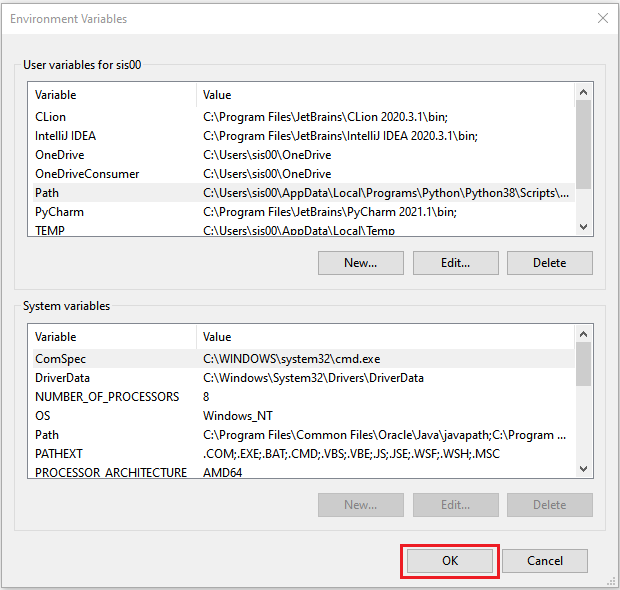 Environment Variables
User variables for sis00
Variable Value
CLion C:\Program Files\JetBrains\CLion 2020.3.1\bin;
IntelliJ IDEA C:\Program Files\JetBrains\IntelliJ IDEA 2020.3.1\bin;
OneDrive C:\Users\sis00\OneDrive
OneDriveConsumer C:\Users\sis00\OneDrive
Path C:\Users\sis00\AppData\Local\Programs\Python\Python38\Scripts\...
PyCharm C:\Program Files\JetBrains\PyCharm 2021.1\bin;
TEMP C:\Users\sis00\AppData\Local\Temp
New... Edit... Delete
System variables
Variable Value
ComSpec C:\WINDOWS\system32\cmd.exe
DriverData C:\Windows\System32\Drivers\DriverData
NUMBER_OF_PROCESSORS 8
OS Windows_NT
Path C:\Program Files\Common Files\Oracle\Java\javapath;C:\Program ...
PATHEXT .COM;.EXE;.BAT;.CMD;.VBS;.VBE;.JS;.JSE;.WSF;.WSH;.MSC
PROCESSOR_ARCHITECTURE AMD64
New... Edit... Delete
OK Cancel